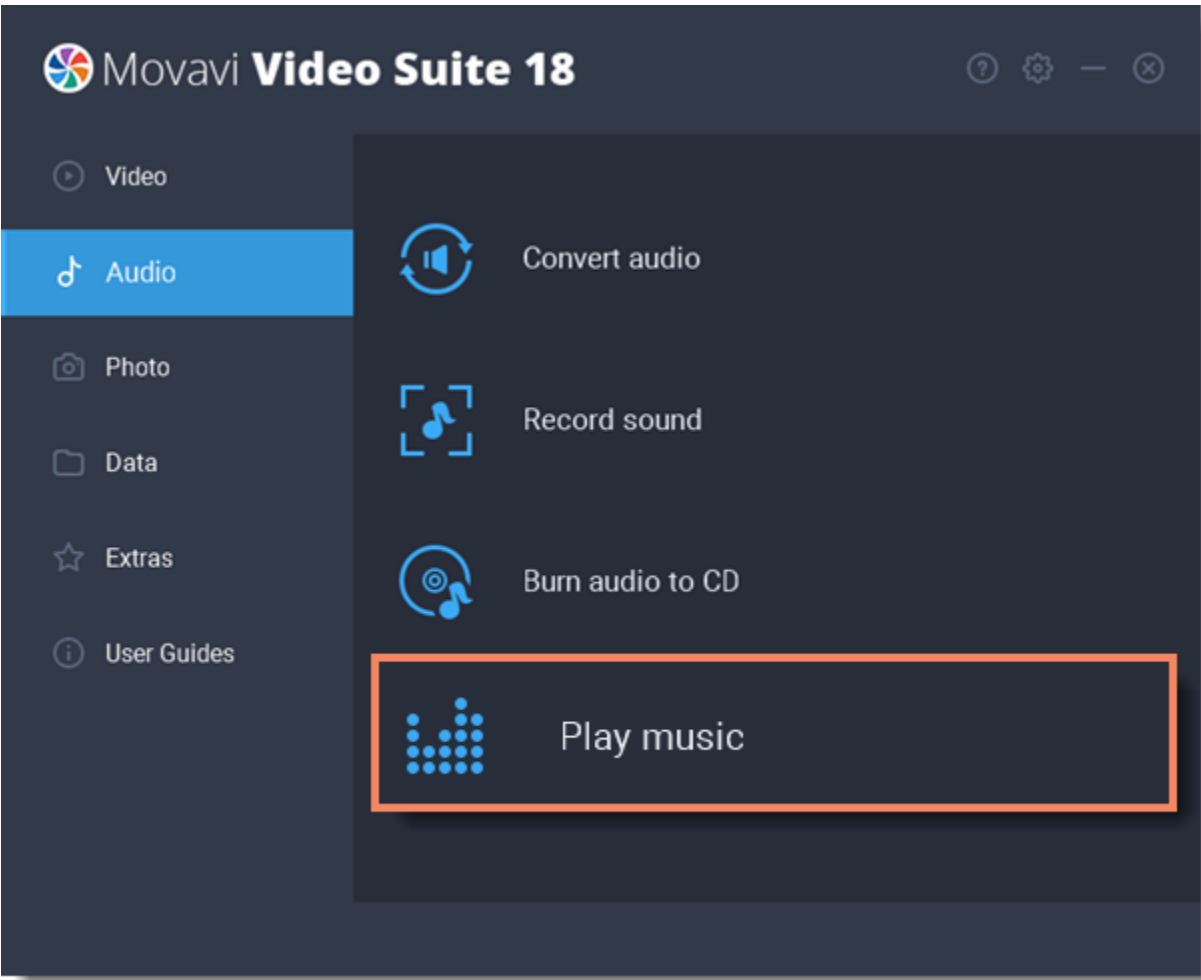 Movavi Video Suite 18
Video
Audio
Photo
Data
Extras
User Guides
Convert audio
Record sound
Burn audio to CD
Play music